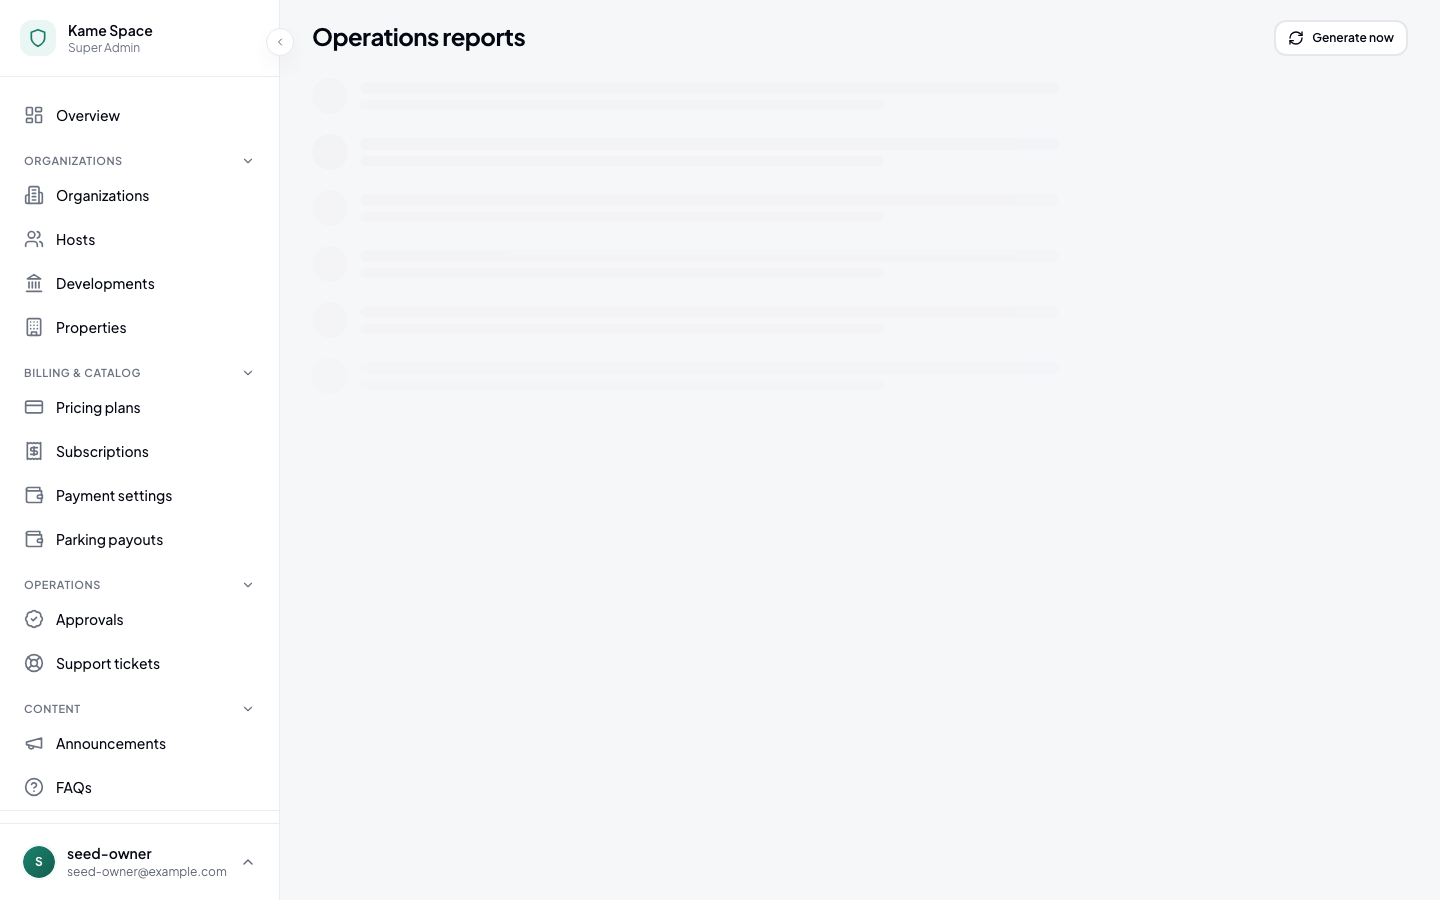 Kame Space
Super Admin
Operations reports
Generate now
Overview
ORGANIZATIONS
Organizations
Hosts
Developments
Properties
BILLING & CATALOG
Pricing plans
Subscriptions
Payment settings
Parking payouts
OPERATIONS
Approvals
Support tickets
CONTENT
Announcements
FAQs
S
seed-owner
seed-owner@example.com